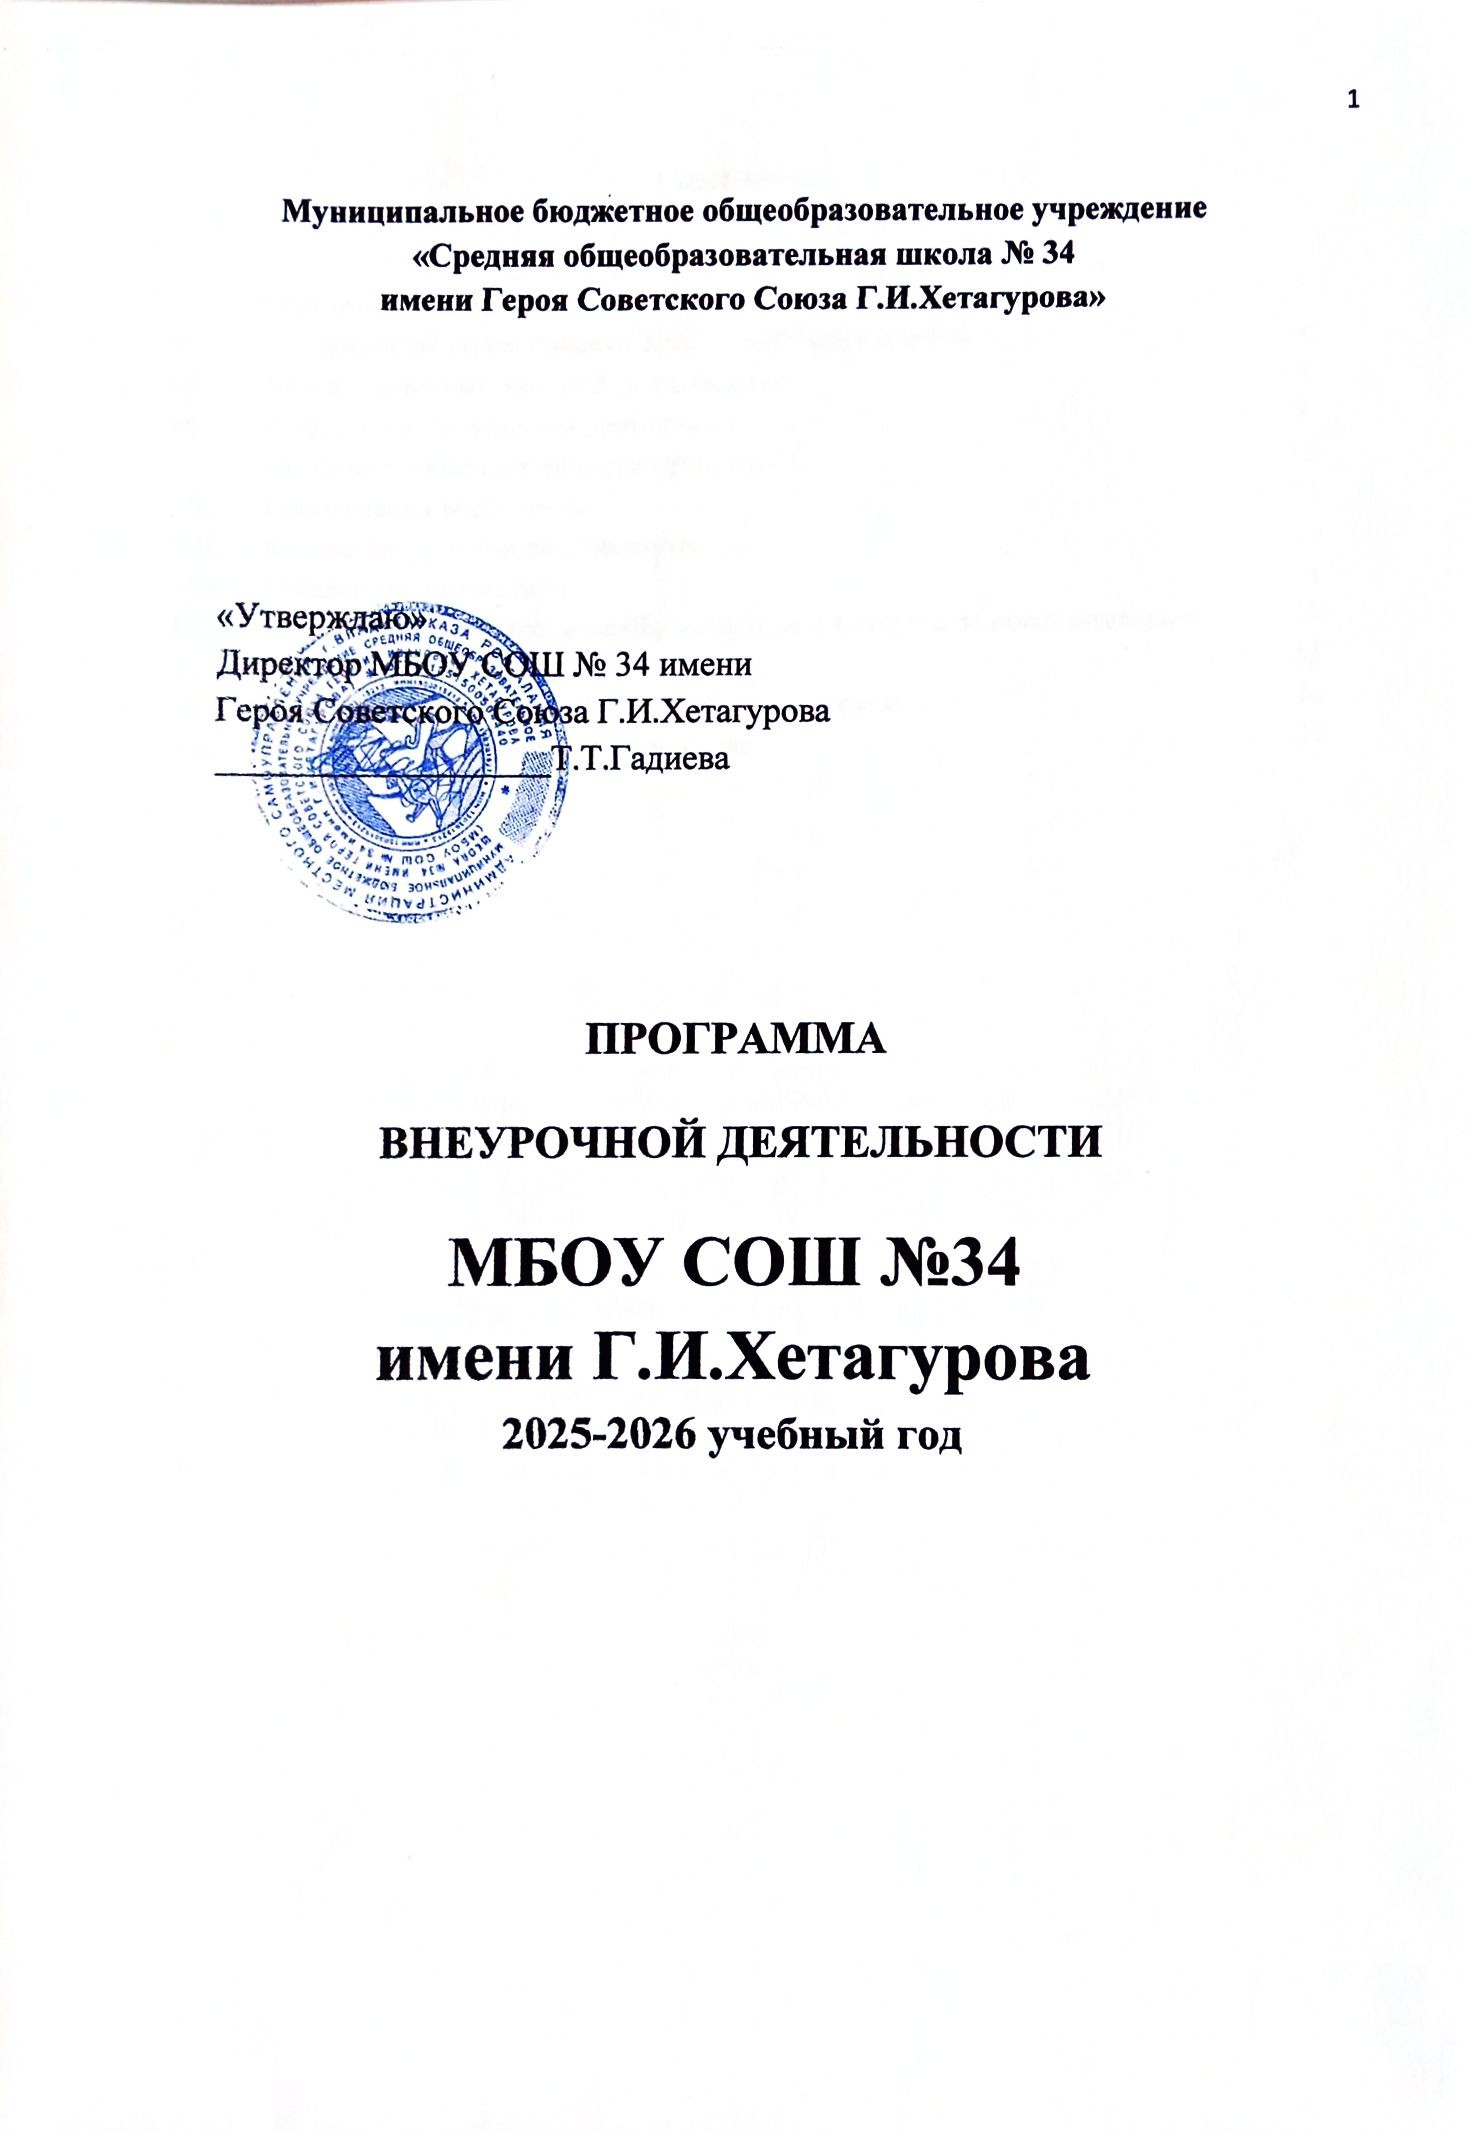 1
Муниципальное бюджетное общеобразовательное учреждение
«Средняя общеобразовательная школа № 34
имени Героя Советского Союза Г.И.Хетагурова»
«Утверждаю»
Директор МБОУ СОШ № 34 имени
Героя Советского Союза Г.И.Хетагурова
Т.Т.Гадиева
ПРОГРАММА
ВНЕУРОЧНОЙ ДЕЯТЕЛЬНОСТИ
МБОУ СОШ №34
имени Г.И.Хетагурова
2025-2026 учебный год